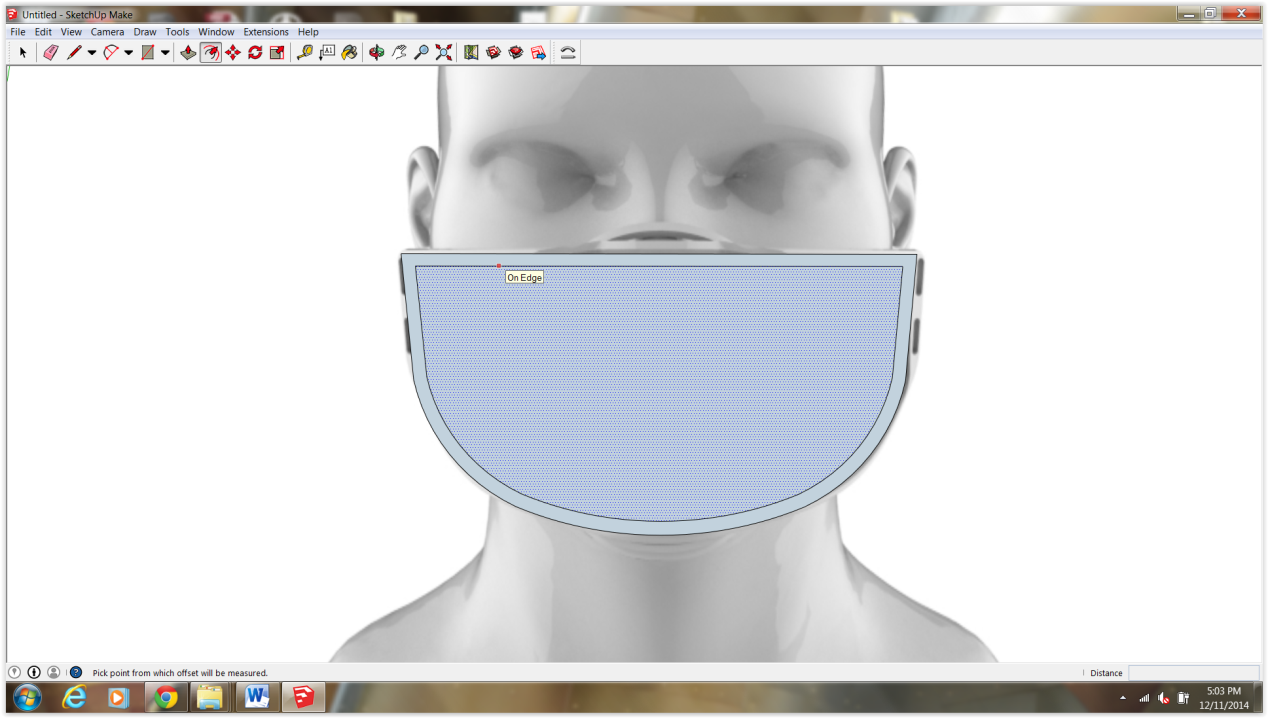 Untitled - SketchUp Make
File Edit View Camera Draw Tools Window Extensions Help
A1
On Edge
Pick point from which offset will be measured.
Distance
W
5:03 PM
12/11/2014